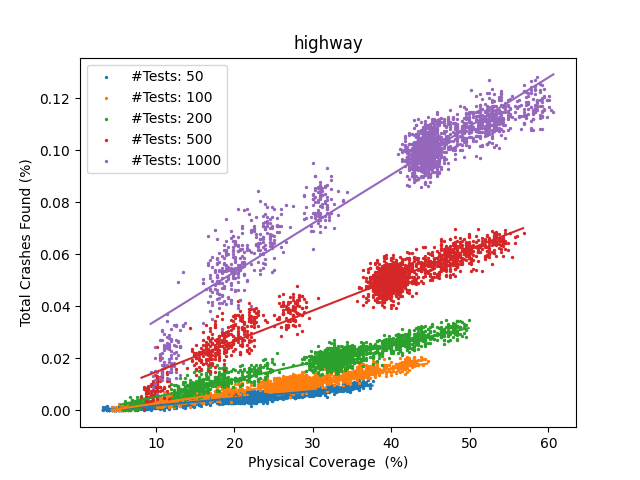 highway
#Tests: 50
#Tests: 100
#Tests: 200
#Tests: 500
#Tests: 1000
Total Crashes Found (%)
0.12
0.10
0.08
0.06
0.04
0.02
0.00
10 20 30 40 50 60
Physical Coverage  (%)